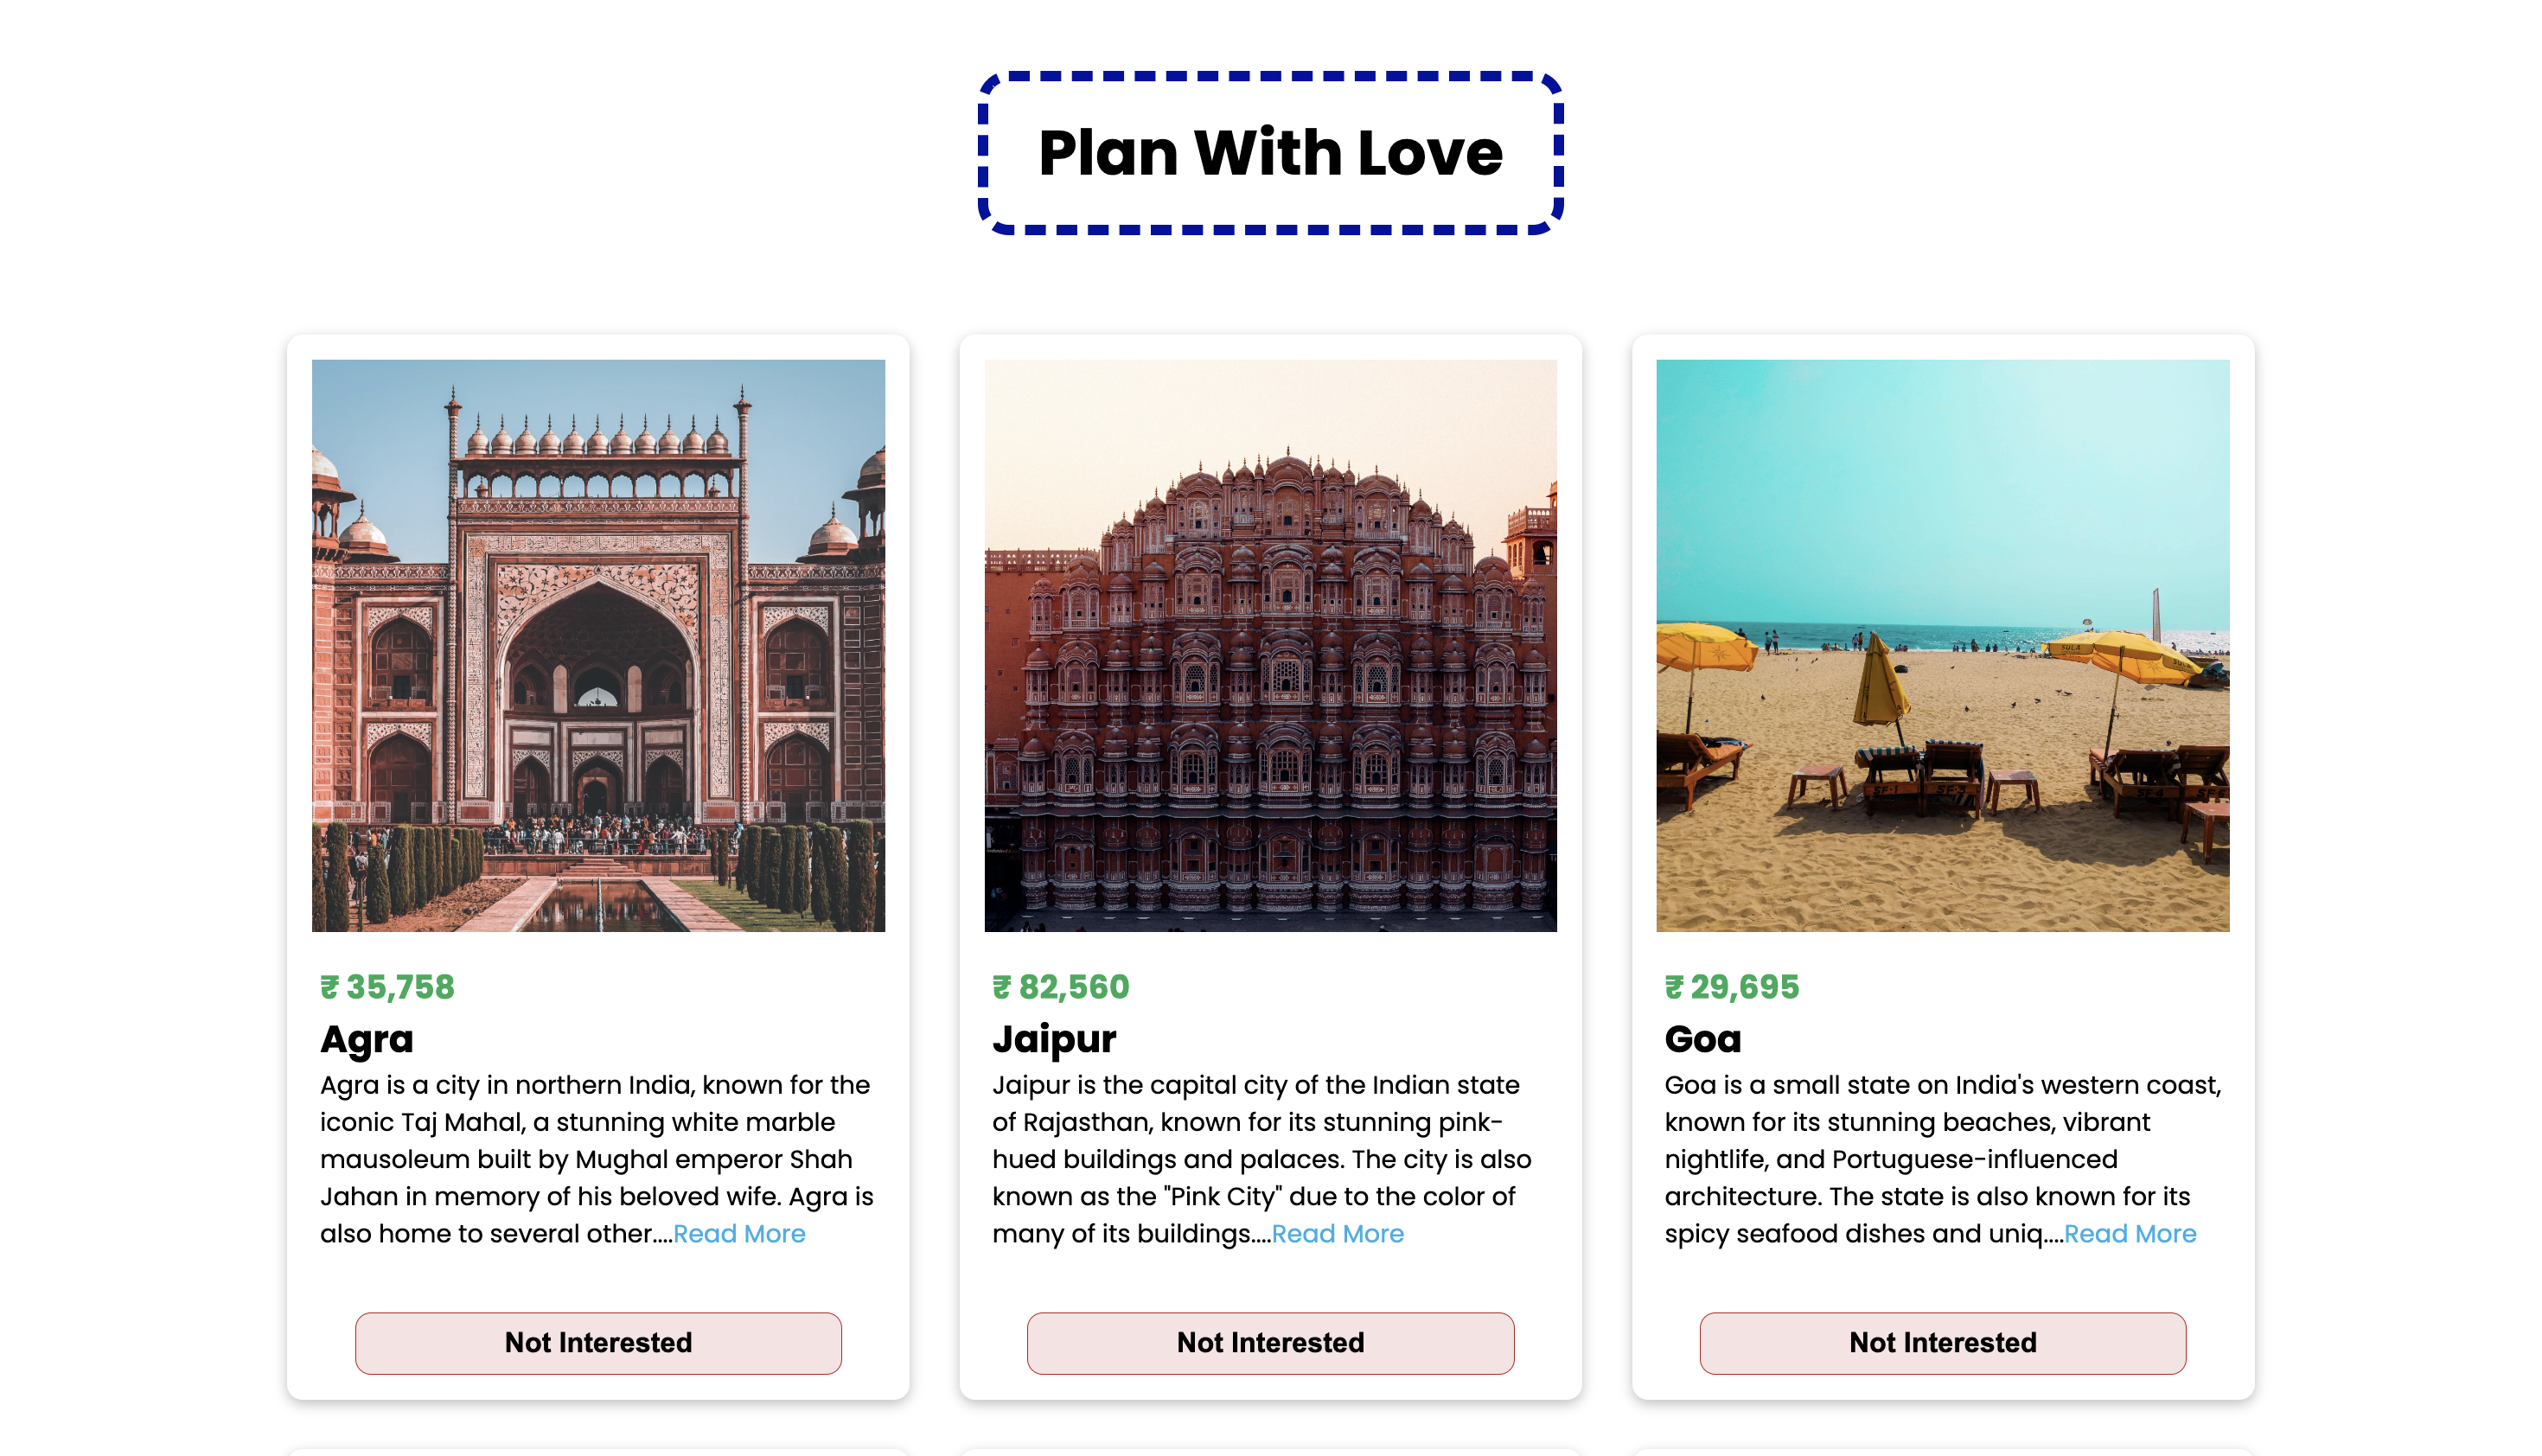 Plan With Love
₹ 35,758
Agra
Agra is a city in northern India, known for the
iconic Taj Mahal, a stunning white marble
mausoleum built by Mughal emperor Shah
Jahan in memory of his beloved wife. Agra is
also home to several other....Read More
Not Interested
₹ 82,560
Jaipur
Jaipur is the capital city of the Indian state
of Rajasthan, known for its stunning pink-
hued buildings and palaces. The city is also
known as the "Pink City" due to the color of
many of its buildings....Read More
Not Interested
SULA
SULA
SF-1
SF-4
₹ 29,695
Goa
Goa is a small state on India's western coast,
known for its stunning beaches, vibrant
nightlife, and Portuguese-influenced
architecture. The state is also known for its
spicy seafood dishes and uniq....Read More
Not Interested